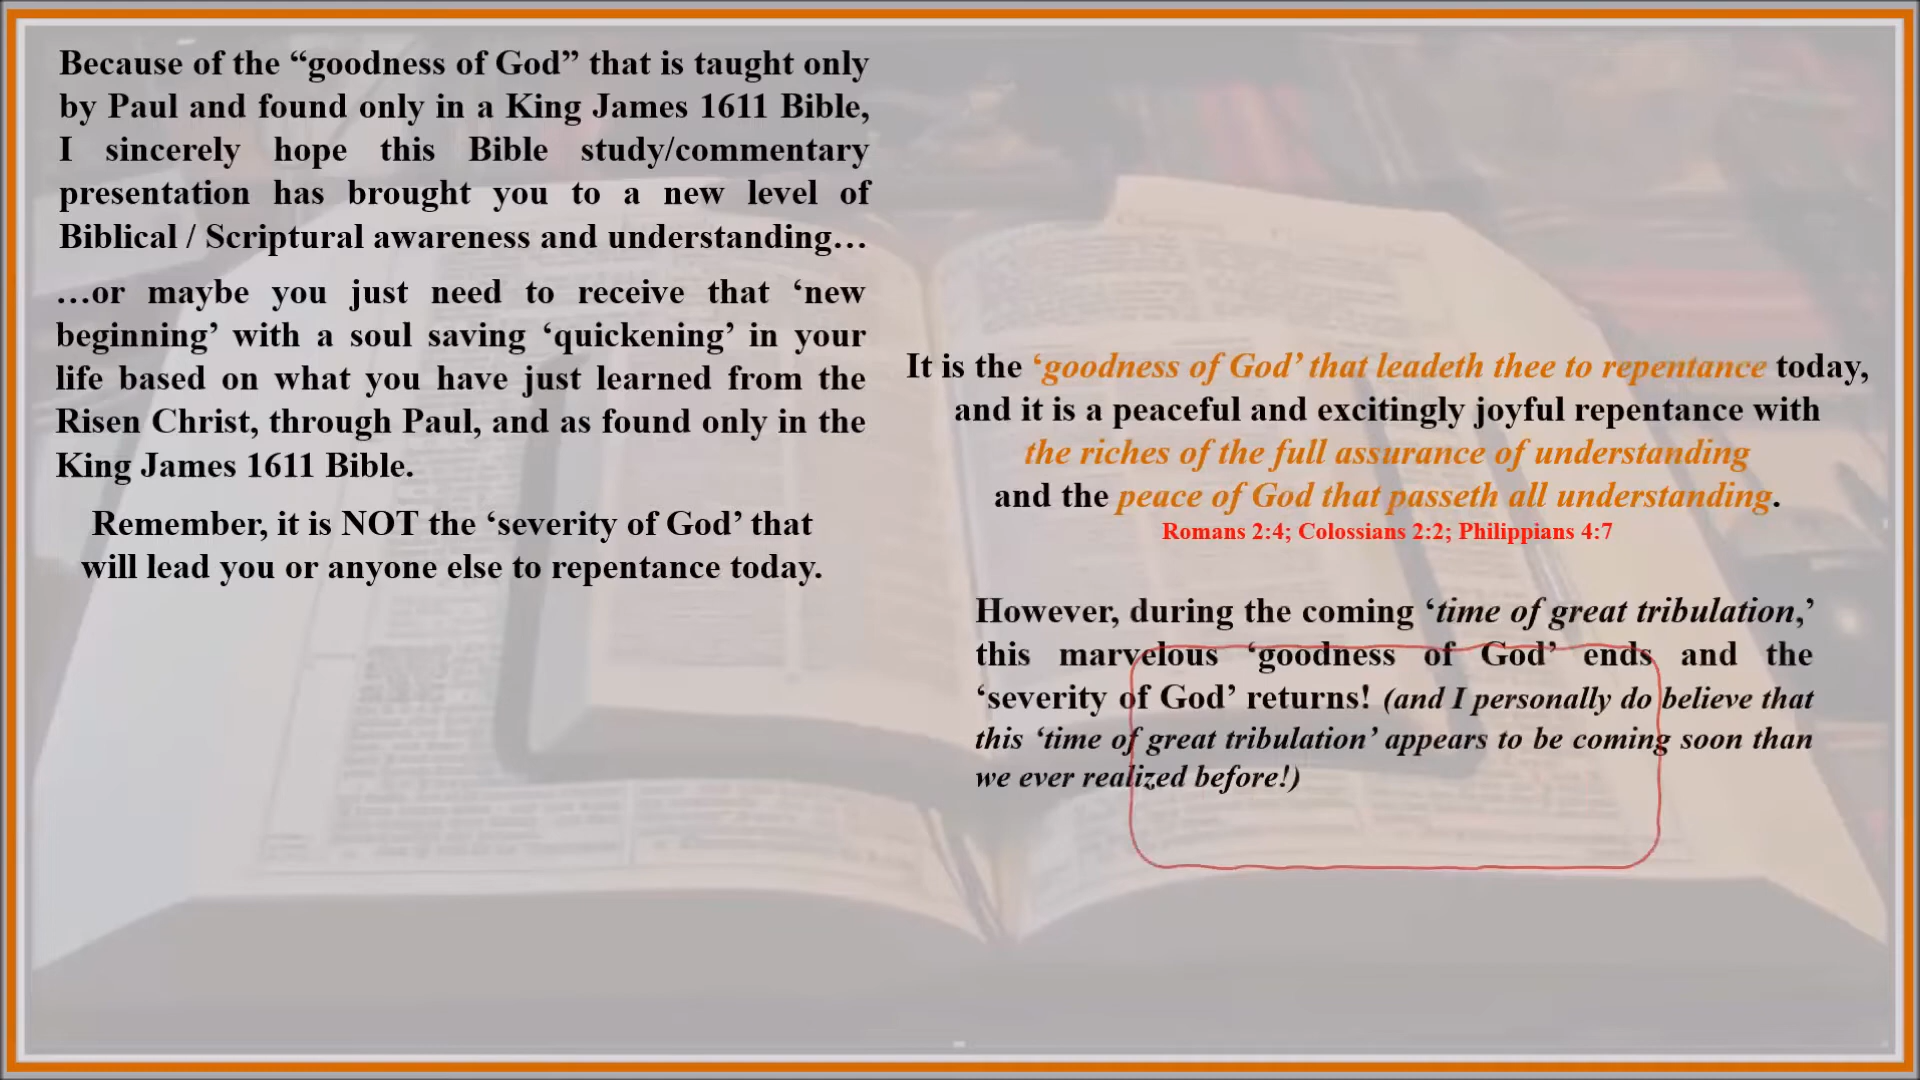 Because of the “goodness of God” that is taught only
by Paul and found only in a King James 1611 Bible,
I sincerely hope this Bible study/commentary
presentation has brought you to a new level of
Biblical / Scriptural awareness and understanding…
…or maybe you just need to receive that ‘new
beginning’ with a soul saving ‘quickening’ in your
life based on what you have just learned from the
Risen Christ, through Paul, and as found only in the
King James 1611 Bible.
Remember, it is NOT the ‘severity of God’ that
will lead you or anyone else to repentance today.
It is the ‘goodness of God’ that leadeth thee to repentance today,
and it is a peaceful and excitingly joyful repentance with
the riches of the full assurance of understanding
and the peace of God that passeth all understanding.
Romans 2:4; Colossians 2:2; Philippians 4:7
However, during the coming ‘time of great tribulation,’
this marvelous ‘goodness of God’ ends and the
‘severity of God’ returns! (and I personally do believe that
this ‘time of great tribulation’ appears to be coming soon than
we ever realized before!)